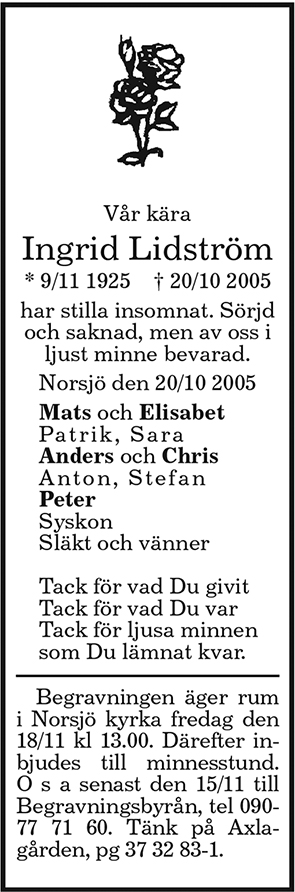 Vår kära
Ingrid Lidström
* 9/11 1925 † 20/10 2005
har stilla insomnat. Sörjd
och saknad, men av oss i
ljust minne bevarad.
Norsjö den 20/10 2005
Mats och Elisabet
Patrik, Sara
Anders och Chris
Anton, Stefan
Peter
Syskon
Släkt och vänner
Tack för vad Du givit
Tack för vad Du var
Tack för ljusa minnen
som Du lämnat kvar.
Begravningen äger rum
i Norsjö kyrka fredag den
18/11 kl 13.00. Därefter in-
bjudes till minnesstund.
O s a senast den 15/11 till
Begravningsbyrån, tel 090-
77 71 60. Tänk på Axla-
gården, pg 37 32 83-1.